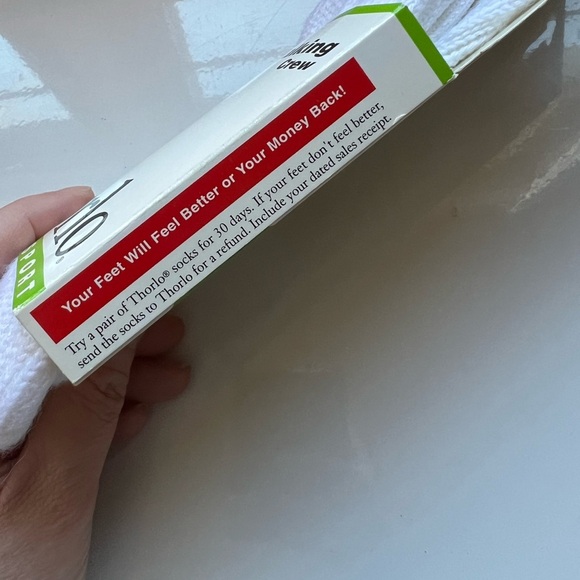 Crew
Your Feet Will Feel Better or Your Money Back!
Try a pair of Thorlo® socks for 30 days. If your feet don't feel better,
send the socks to Thorlo for a refund. Include your dated sales receipt.